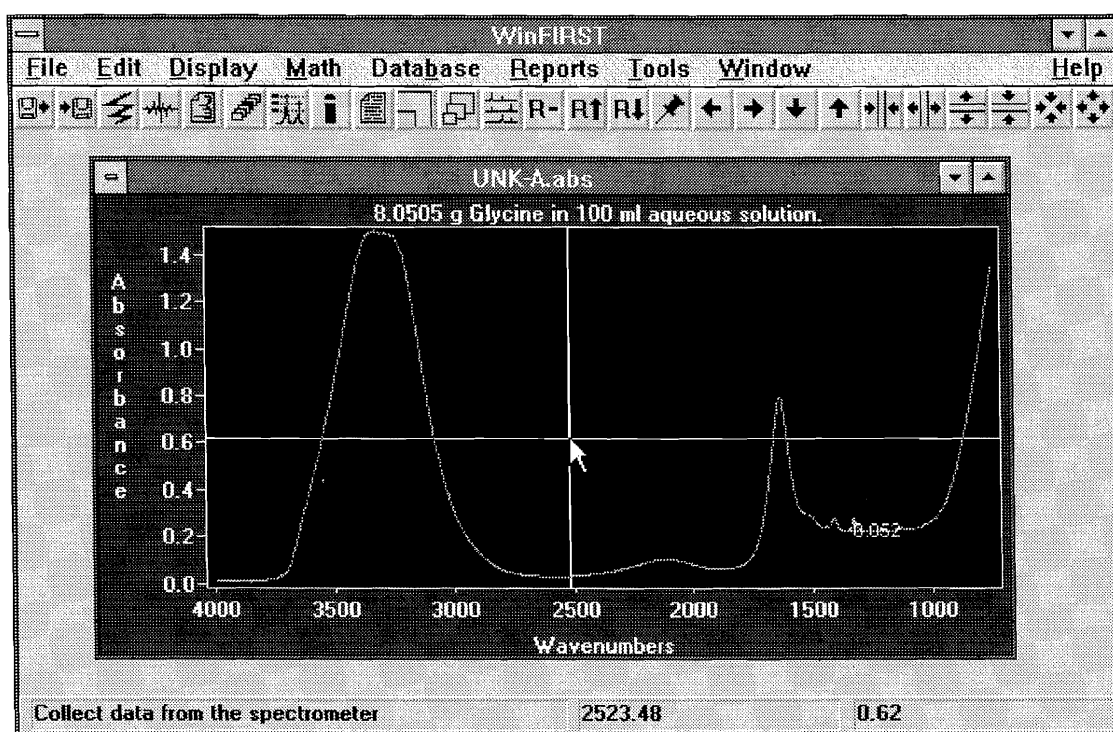 WinFIRST
File Edit Display Math Database Reports Tools Window Help
R- R↑ R↓
UNK-A.abs
8.0505 g Glycine in 100 ml aqueous solution.
Absorbance
1.4
1.2
1.0
0.8
0.6
0.4
0.2
0.0
0.052
4000 3500 3000 2500 2000 1500 1000
Wavenumbers
Collect data from the spectrometer 2523.48 0.62